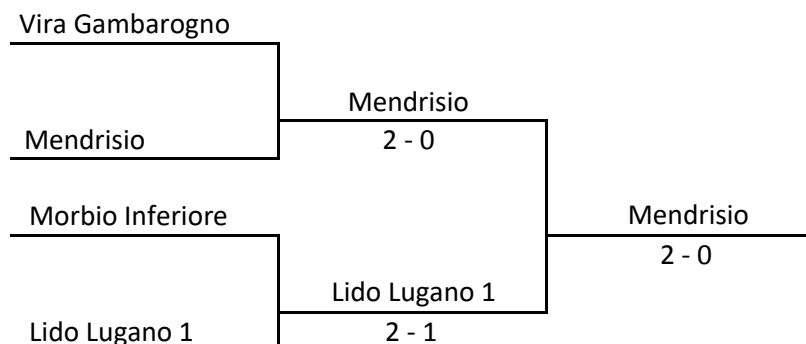 Vira Gambarogno
Mendrisio
2 - 0
Mendrisio
Morbio Inferiore
Mendrisio
2 - 0
Lido Lugano 1
2 - 1
Lido Lugano 1